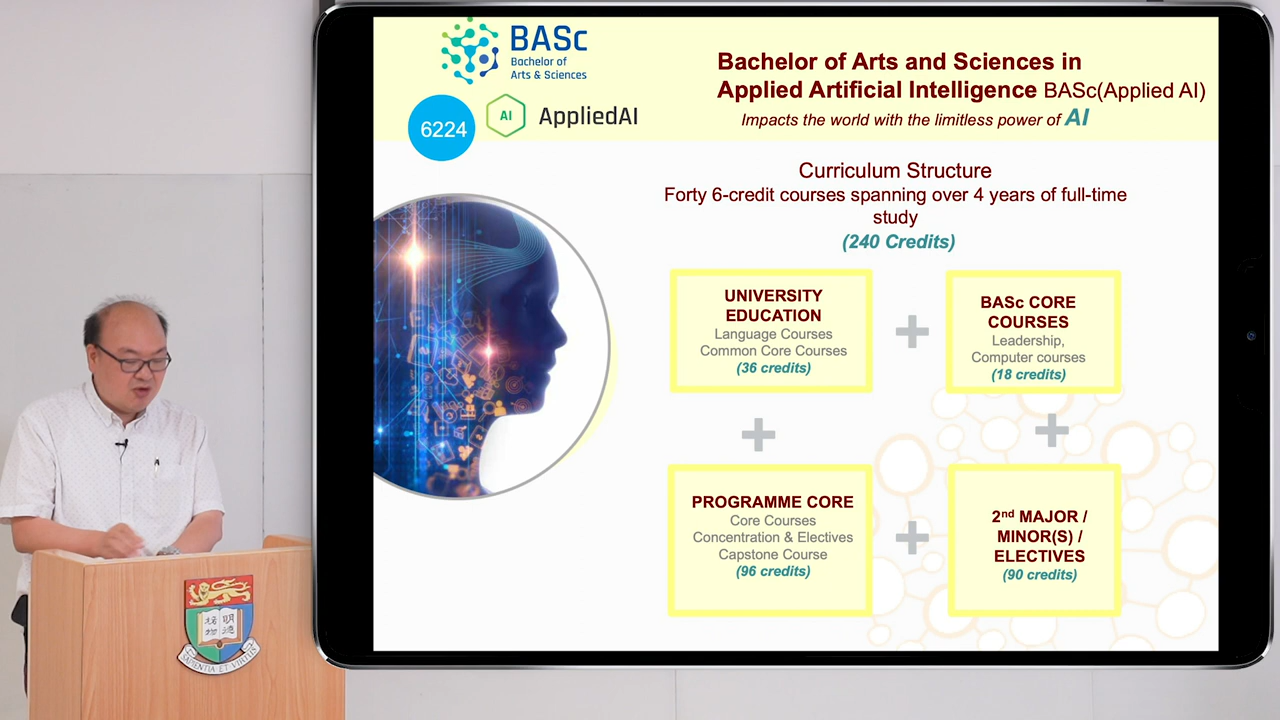 BASc
Bachelor of
Arts & Sciences
6224
AI
AppliedAI
Bachelor of Arts and Sciences in
Applied Artificial Intelligence BASc(Applied AI)
Impacts the world with the limitless power of AI
Curriculum Structure
Forty 6-credit courses spanning over 4 years of full-time
study
(240 Credits)
UNIVERSITY
EDUCATION
Language Courses
Common Core Courses
(36 credits)
BASc CORE
COURSES
Leadership,
Computer courses
(18 credits)
PROGRAMME CORE
Core Courses
Concentration & Electives
Capstone Course
(96 credits)
2nd MAJOR /
MINOR(S) /
ELECTIVES
(90 credits)
明德
格物
SAPIENTIA ET VIRTUS